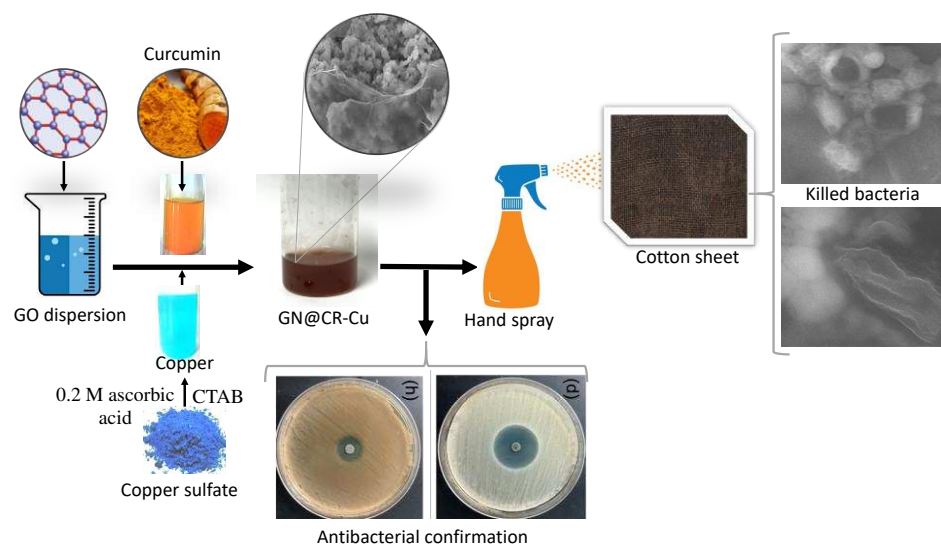 Curcumin
GO dispersion
Copper
0.2 M ascorbic
acid
CTAB
Copper sulfate
GN@CR-Cu
Hand spray
Cotton sheet
Killed bacteria
(h)
(d)
Antibacterial confirmation